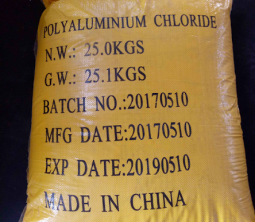 POLYALUMINIUM CHLORIDE
N.W.: 25.0KGS
G.W.: 25.1KGS
BATCH NO.:20170510
MFG DATE:20170510
EXP DATE:20190510
MADE IN CHINA